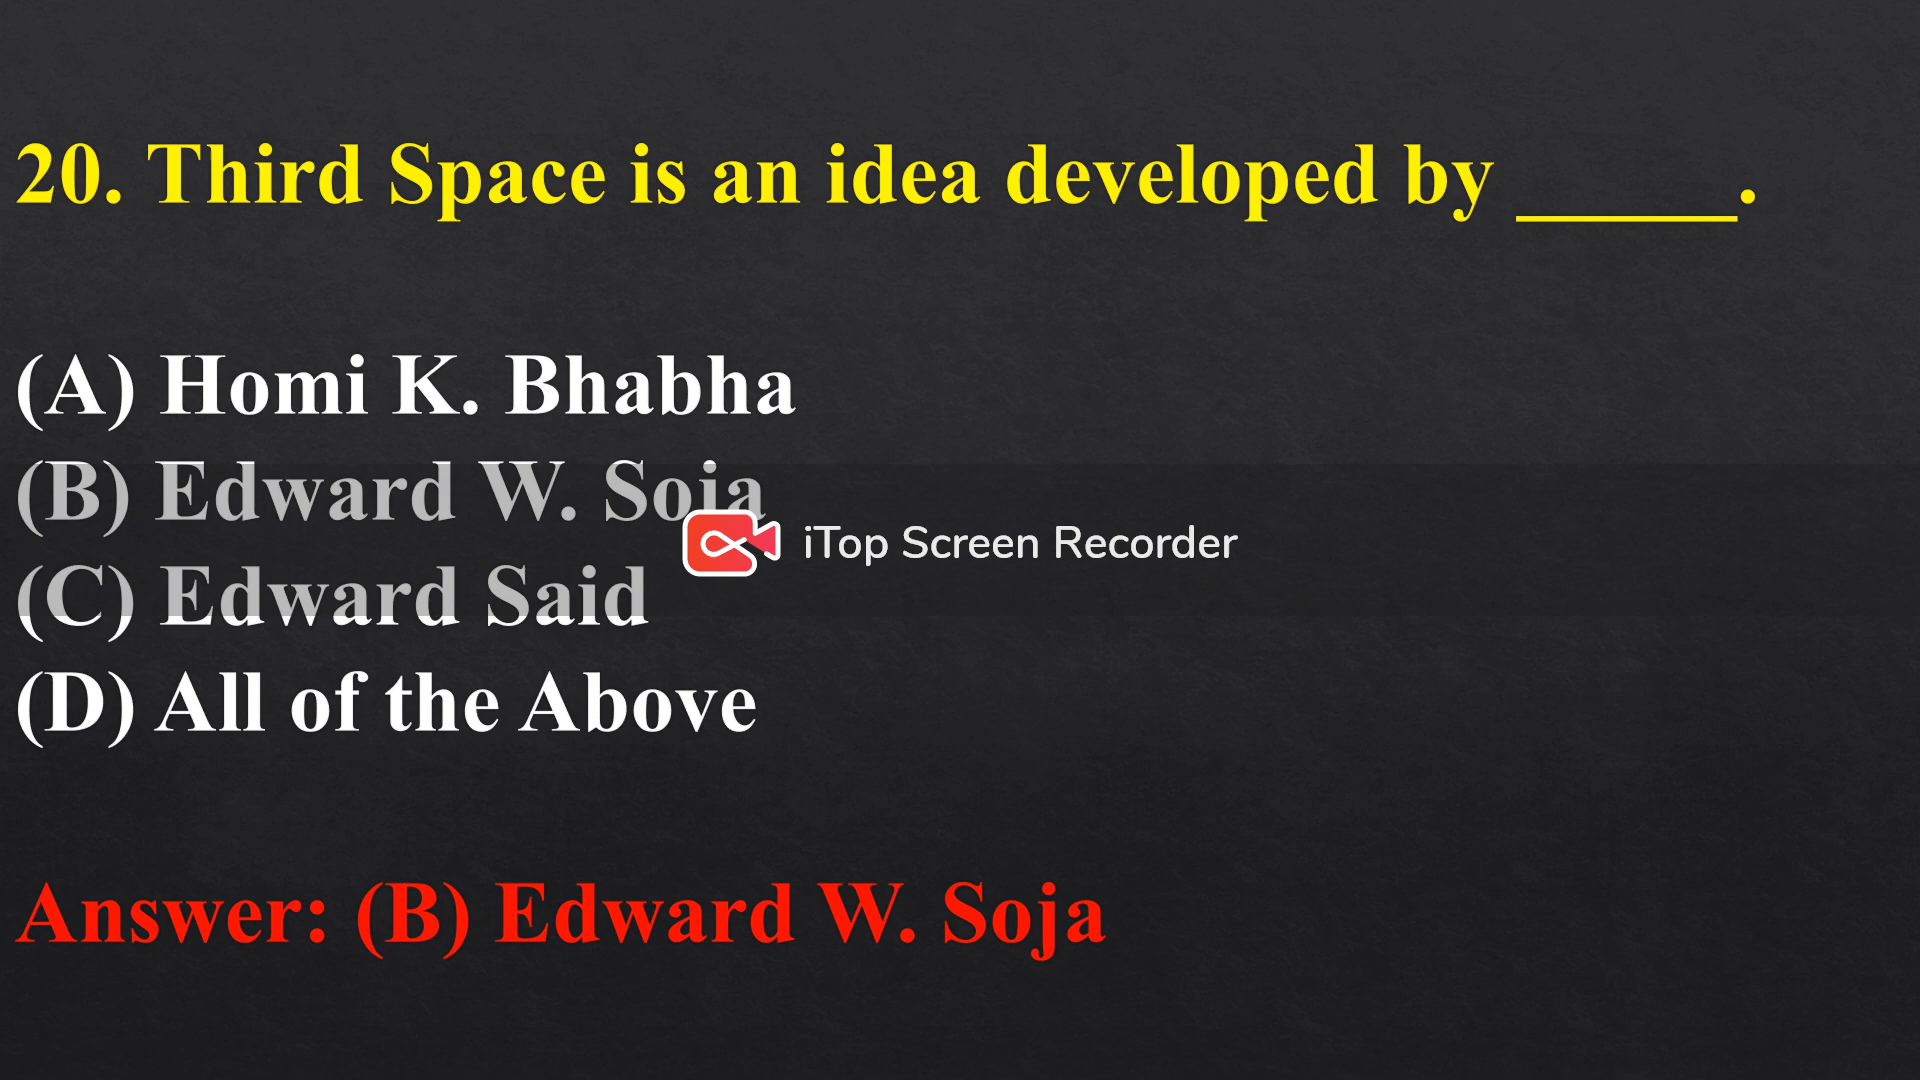 20. Third Space is an idea developed by _____.
(A) Homi K. Bhabha
(B) Edward W. Soja
(C) Edward Said
iTop Screen Recorder
(D) All of the Above
Answer: (B) Edward W. Soja